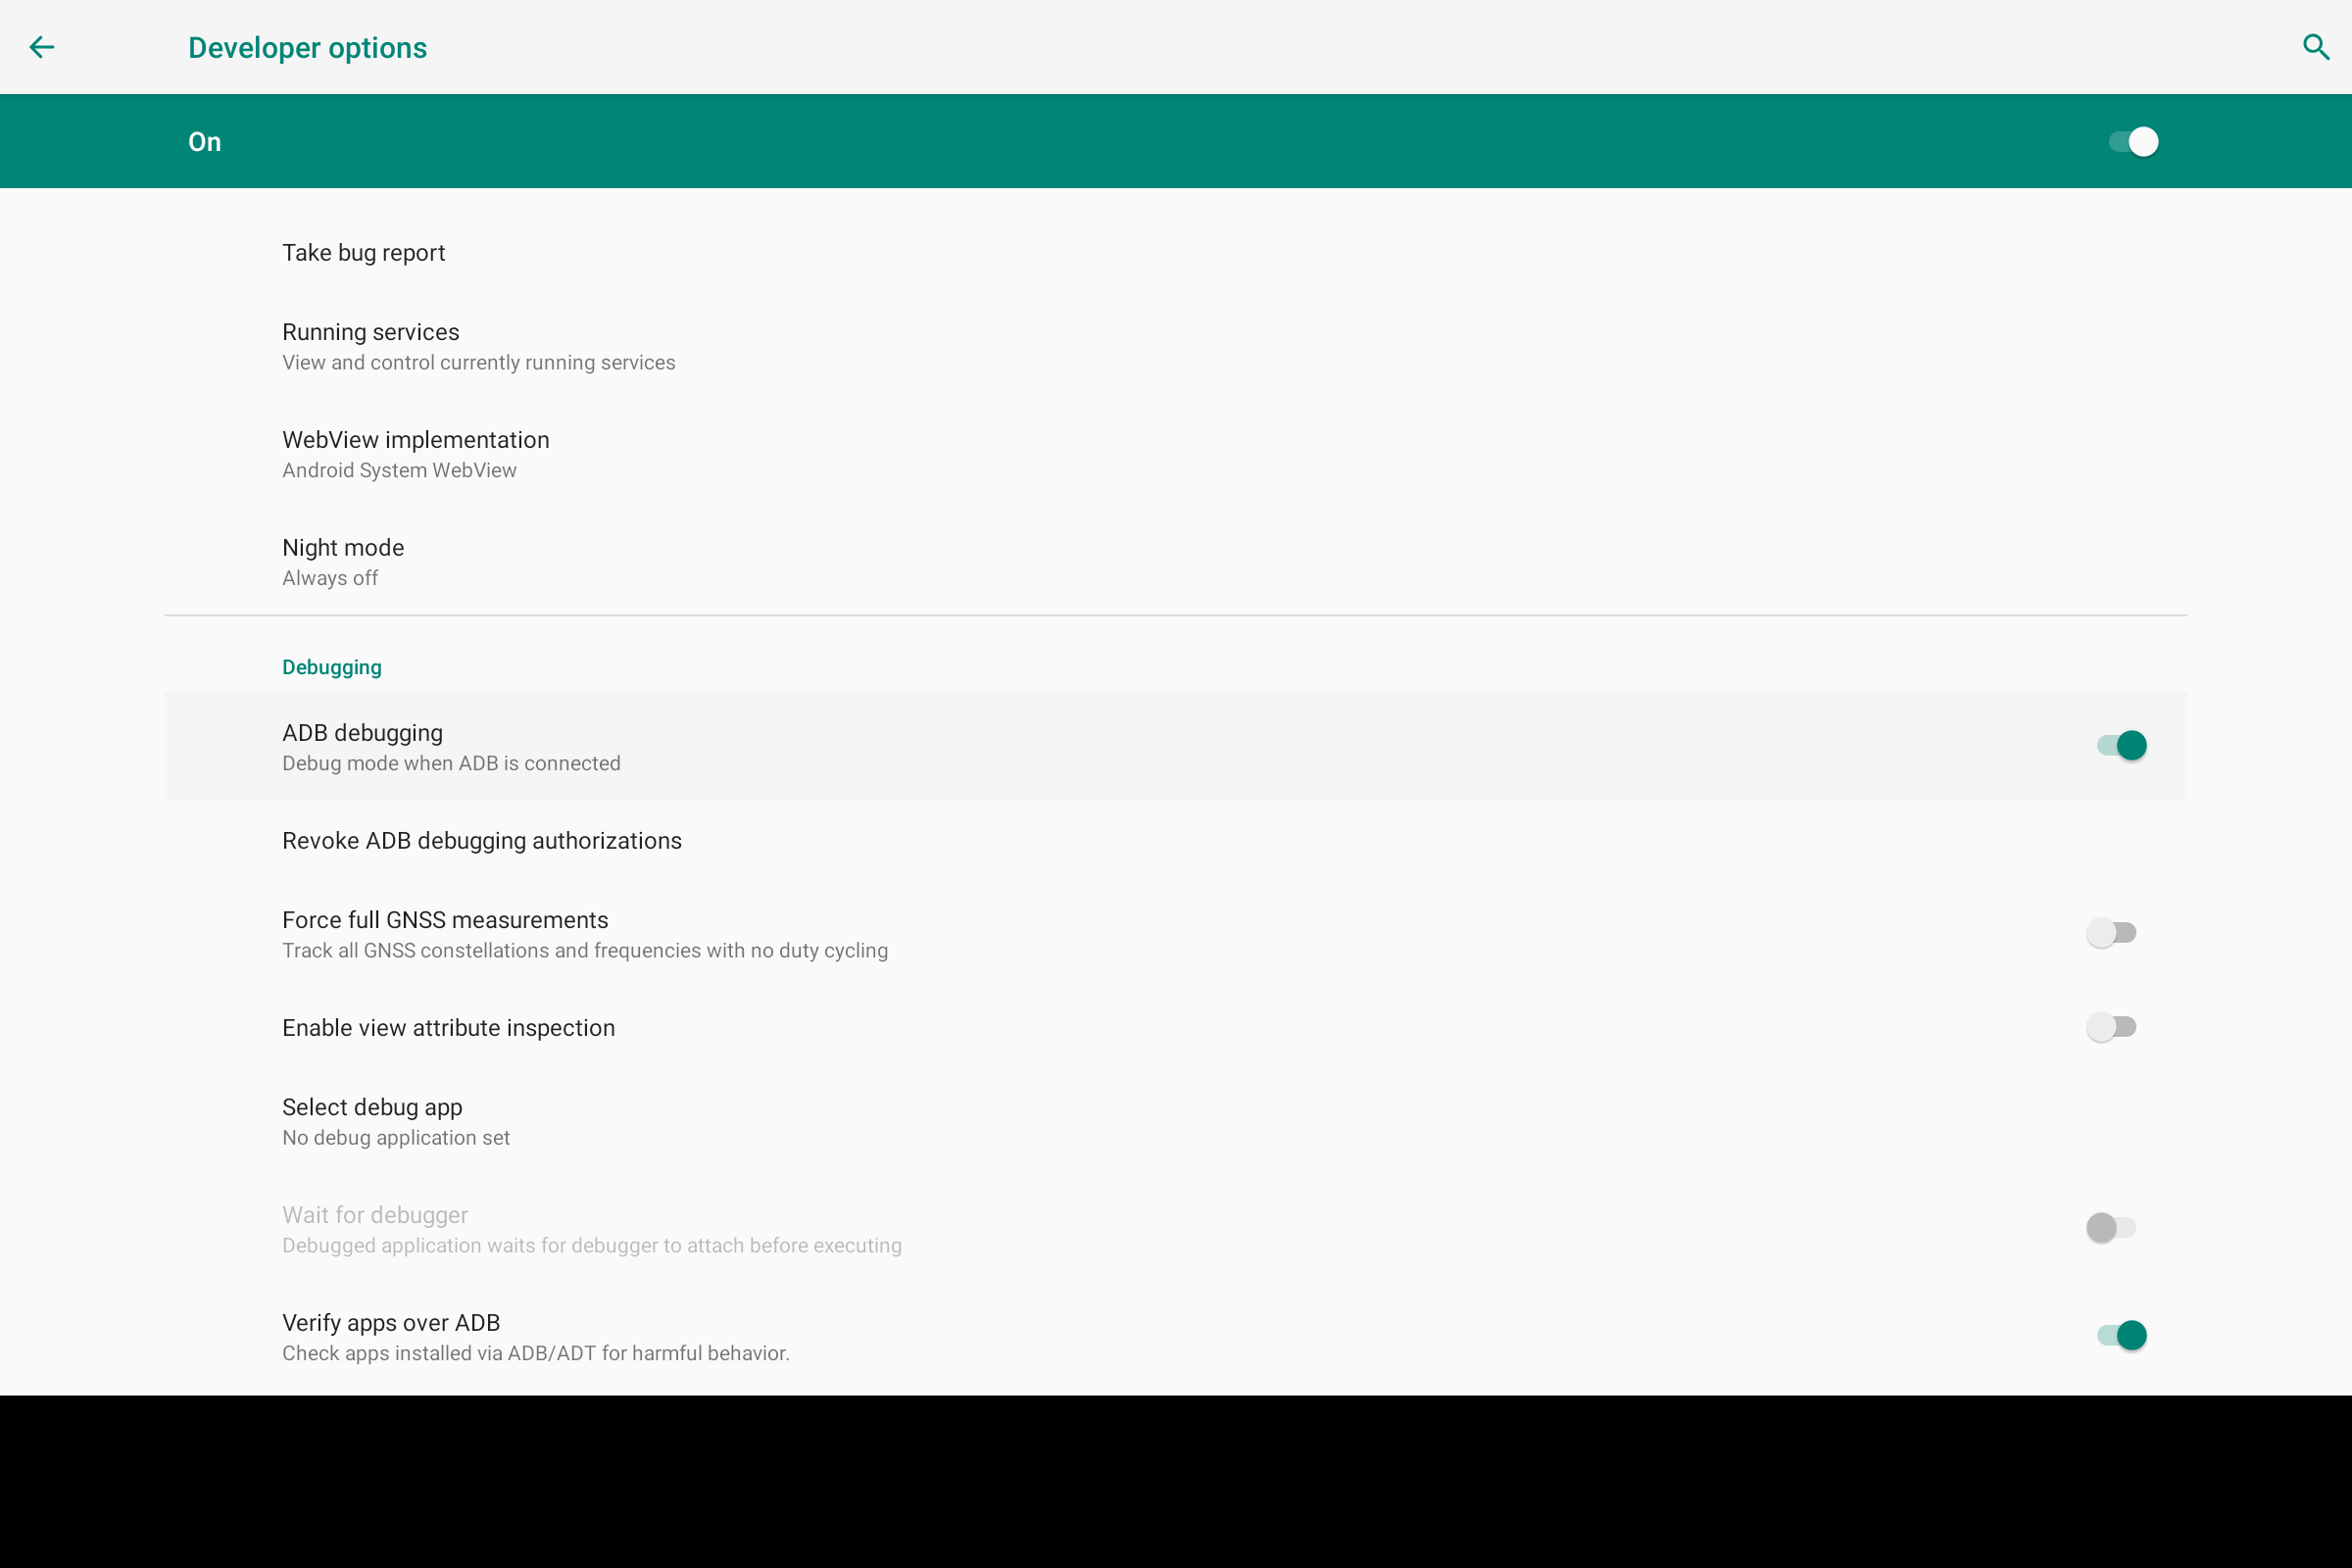 Developer options
On
Take bug report
Running services
View and control currently running services
WebView implementation
Android System WebView
Night mode
Always off
Debugging
ADB debugging
Debug mode when ADB is connected
Revoke ADB debugging authorizations
Force full GNSS measurements
Track all GNSS constellations and frequencies with no duty cycling
Enable view attribute inspection
Select debug app
No debug application set
Wait for debugger
Debugged application waits for debugger to attach before executing
Verify apps over ADB
Check apps installed via ADB/ADT for harmful behavior.